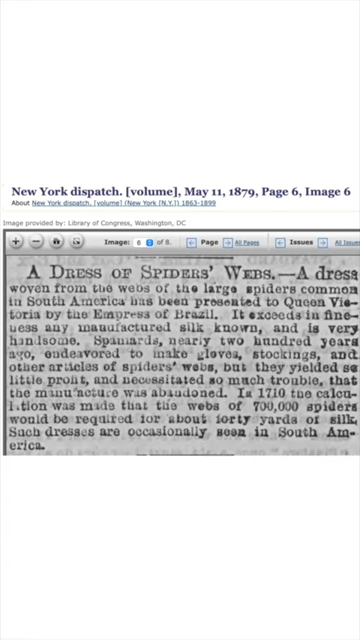 New York dispatch. [volume], May 11, 1879, Page 6, Image 6
About New York dispatch. [volume] (New York [N.Y.]) 1863-1899
Image provided by: Library of Congress, Washington, DC
Image: 6 of 8. Page All Pages Issues All Issues
A DRESS OF SPIDERS' WEBS.—A dress
woven from the webs of the large spiders common
in South America has been presented to Queen Vic-
toria by the Empress of Brazil. It exceeds in fine-
ness any manufactured silk known, and is very
handsome. Spaniards, nearly two hundred years
ago, endeavored to make gloves, stockings, and
other articles of spiders' webs, but they yielded so
little profit, and necessitated so much trouble, that
the manufacture was abandoned. In 1710 the calcu-
lation was made that the webs of 700,000 spiders
would be required for about forty yards of silk.
Such dresses are occasionally seen in South Am-
erica.